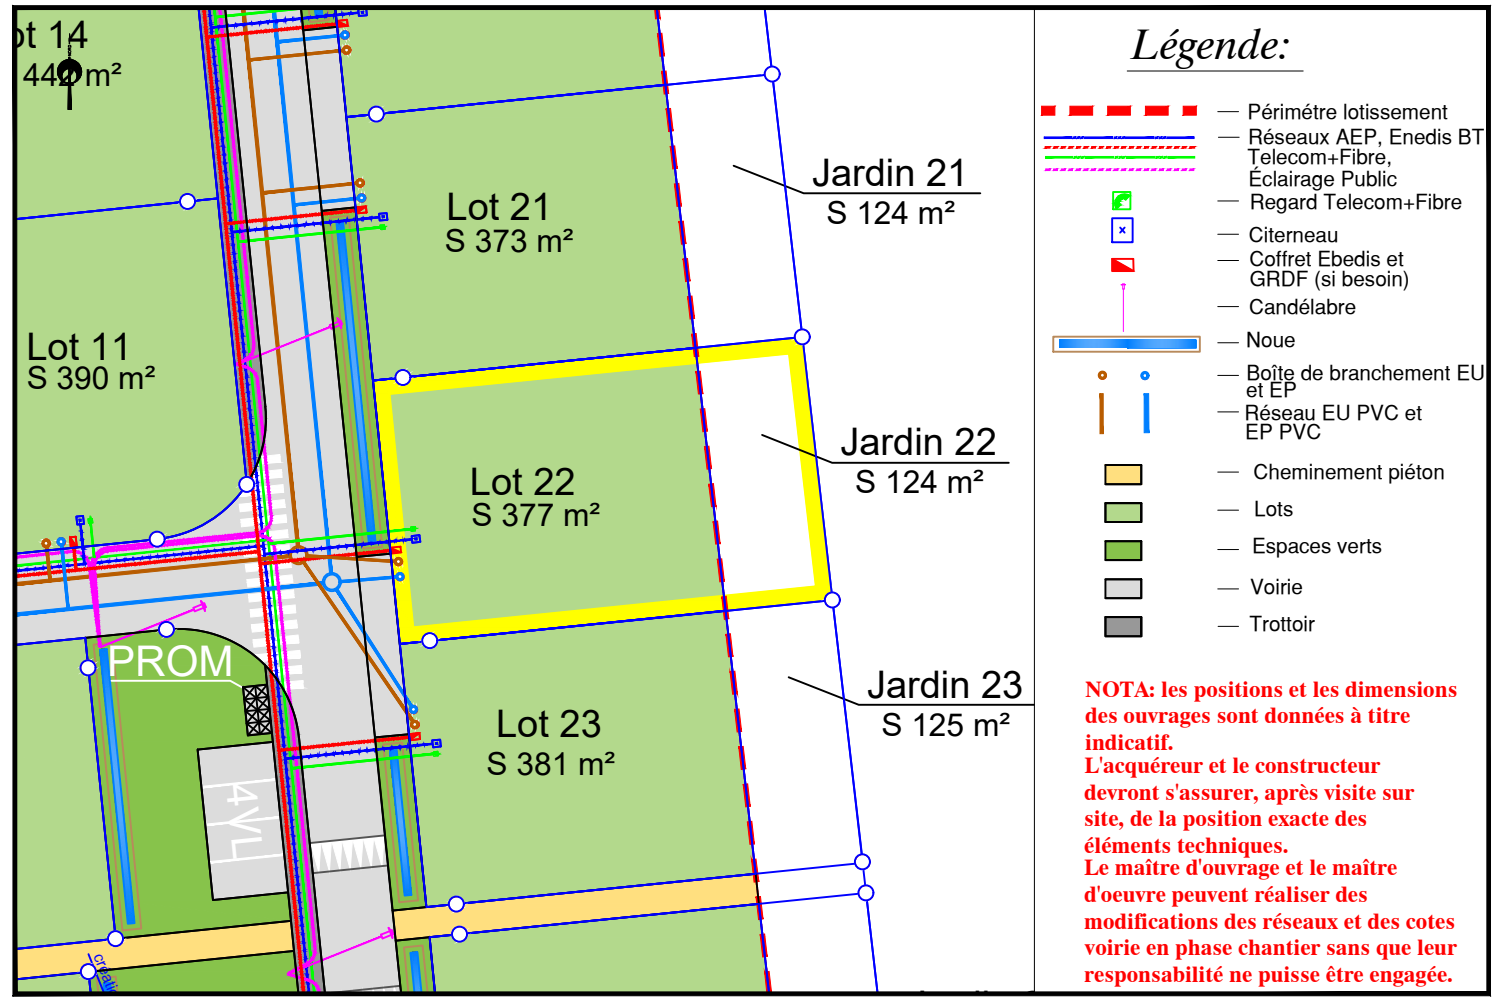 ot 14
442 m²
Lot 21
S 373 m²
Jardin 21
S 124 m²
Lot 11
S 390 m²
Lot 22
S 377 m²
Jardin 22
S 124 m²
PROM
4VL
Lot 23
S 381 m²
Jardin 23
S 125 m²
Légende:
Périmétre lotissement
Réseaux AEP, Enedis BT
Telecom+Fibre,
Éclairage Public
Regard Telecom+Fibre
Citerneau
Coffret Ebedis et
GRDF (si besoin)
Candélabre
Noue
Boîte de branchement EU
et EP
Réseau EU PVC et
EP PVC
Cheminement piéton
Lots
Espaces verts
Voirie
Trottoir
NOTA: les positions et les dimensions
des ouvrages sont données à titre
indicatif.
L'acquéreur et le constructeur
devront s'assurer, après visite sur
site, de la position exacte des
éléments techniques.
Le maître d'ouvrage et le maître
d'oeuvre peuvent réaliser des
modifications des réseaux et des cotes
voirie en phase chantier sans que leur
responsabilité ne puisse être engagée.